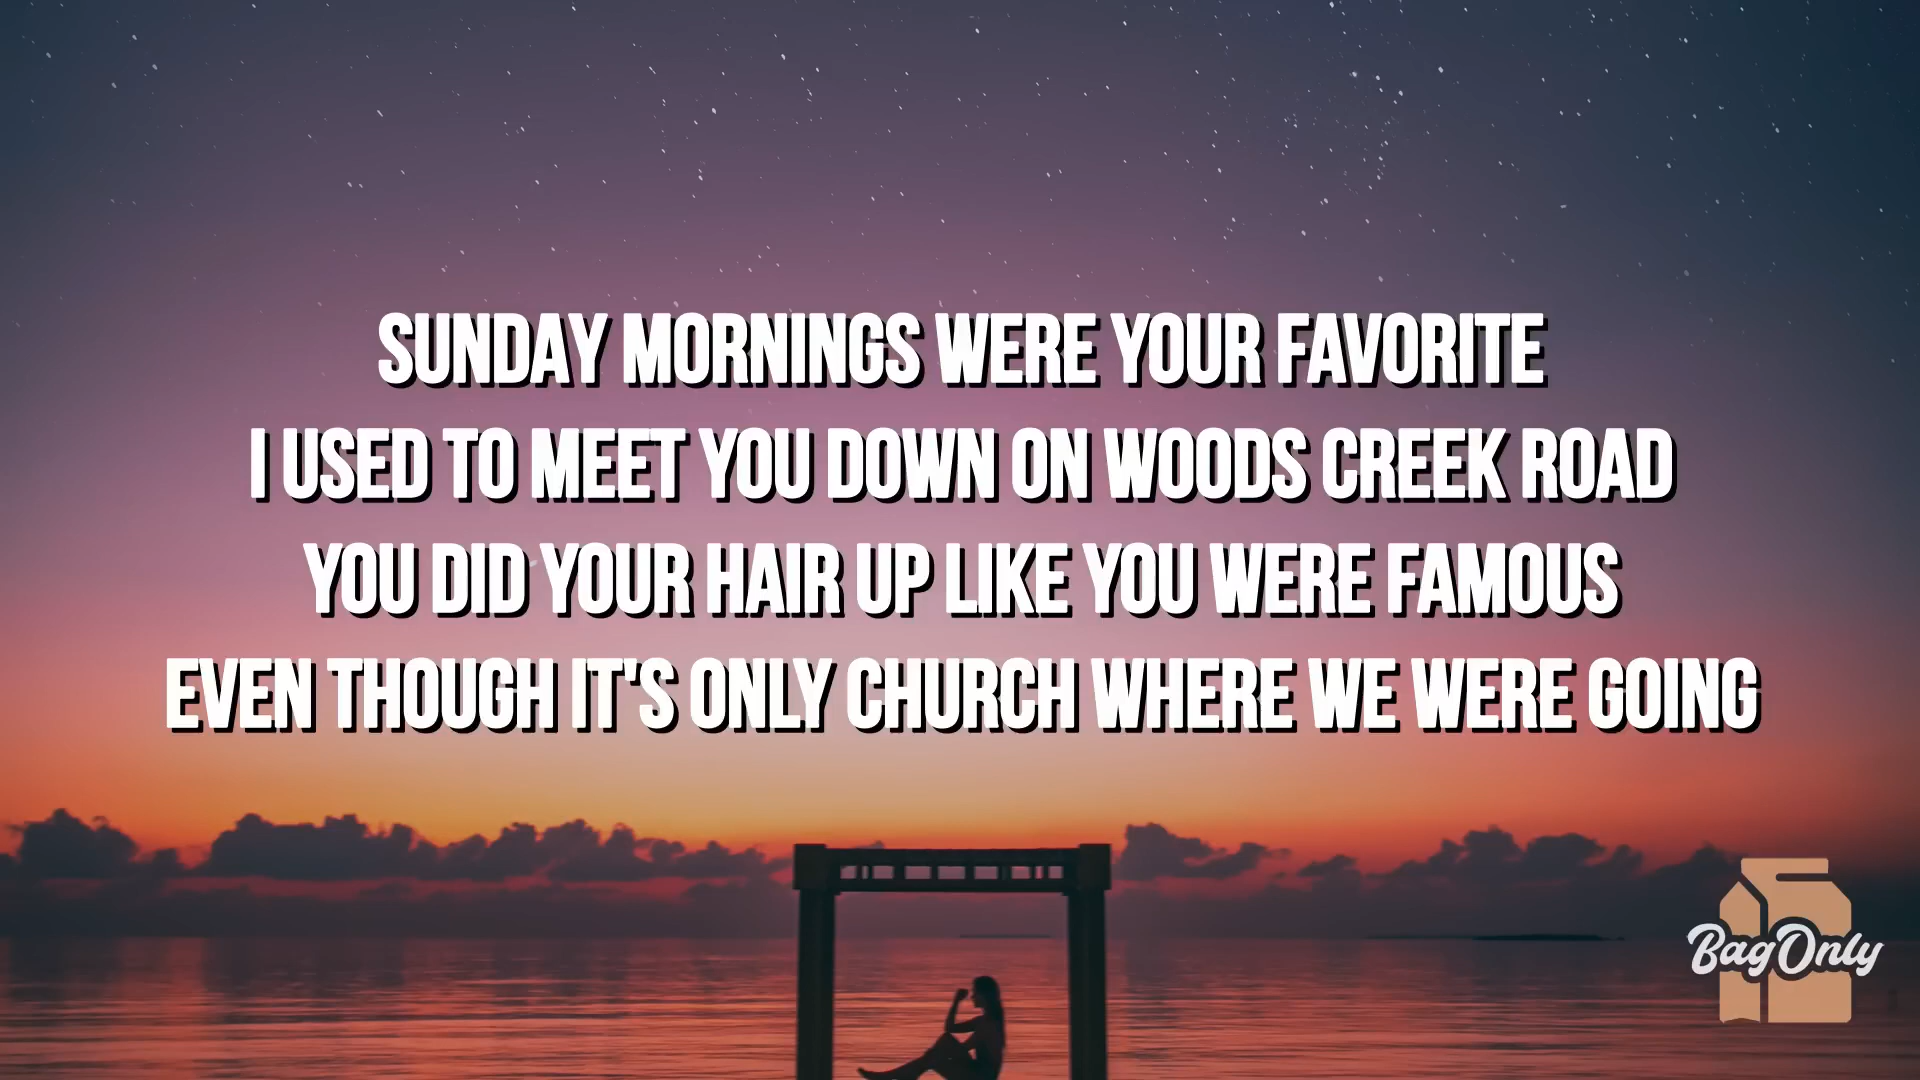 SUNDAY MORNINGS WERE YOUR FAVORITE
I USED TO MEET YOU DOWN ON WOODS CREEK ROAD
YOU DID YOUR HAIR UP LIKE YOU WERE FAMOUS
EVEN THOUGH IT'S ONLY CHURCH WHERE WE WERE GOING
BagOnly